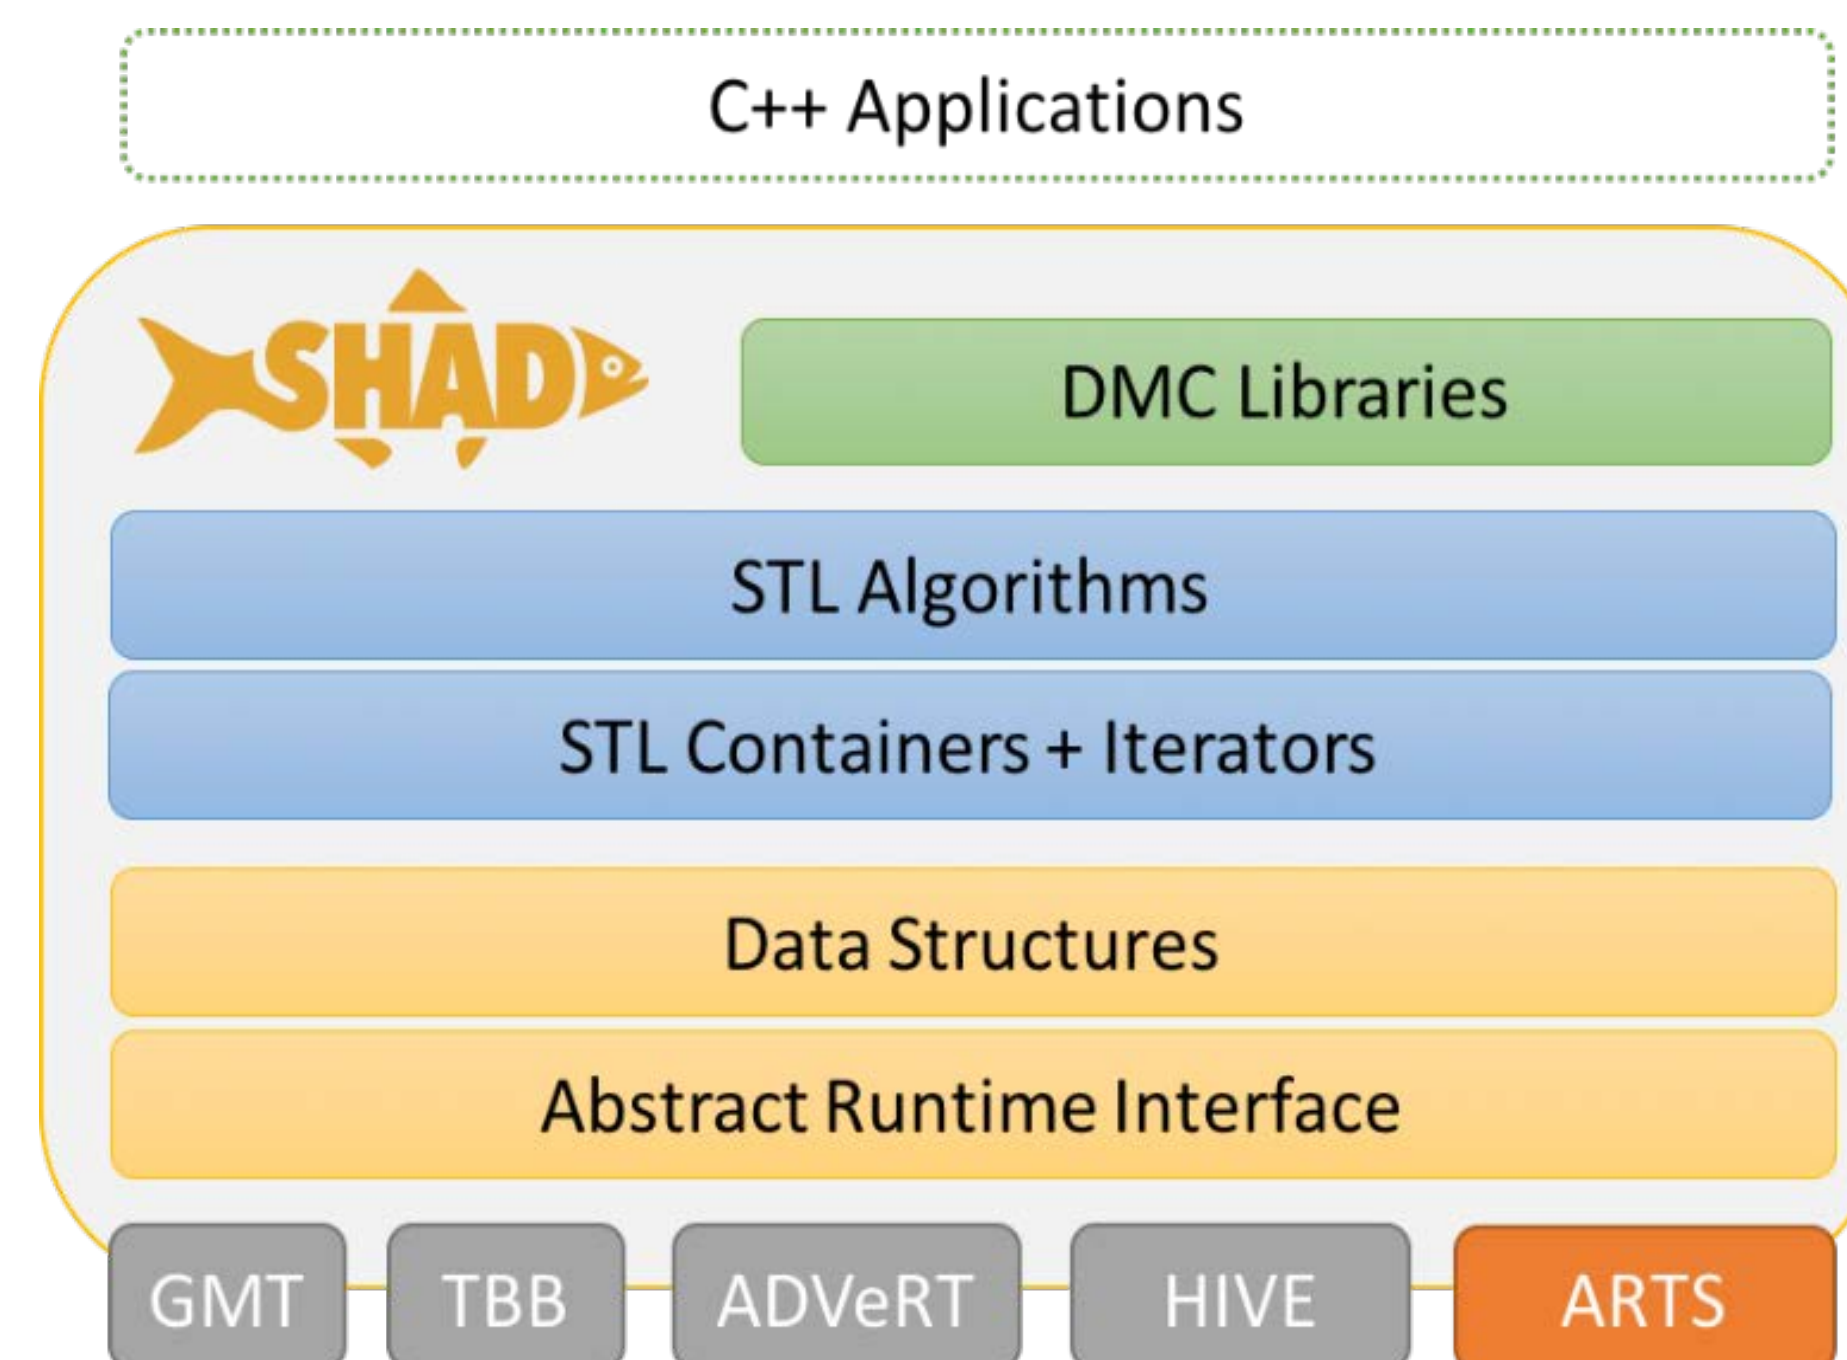 C++ Applications
SHAD
DMC Libraries
STL Algorithms
STL Containers + Iterators
Data Structures
Abstract Runtime Interface
GMT TBB ADVeRT HIVE ARTS